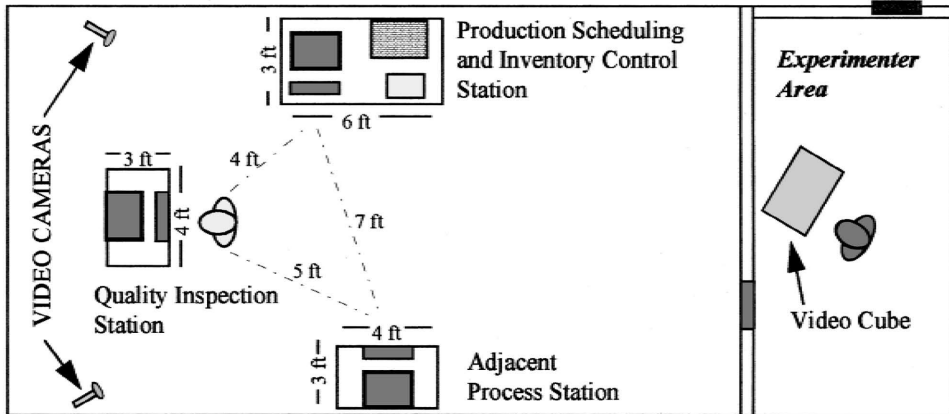 Production Scheduling
and Inventory Control
Station
Experimenter
Area
3 ft
6 ft
VIDEO CAMERAS
3 ft
4 ft
4 ft
7 ft
5 ft
Quality Inspection
Station
Video Cube
4 ft
3 ft
Adjacent
Process Station